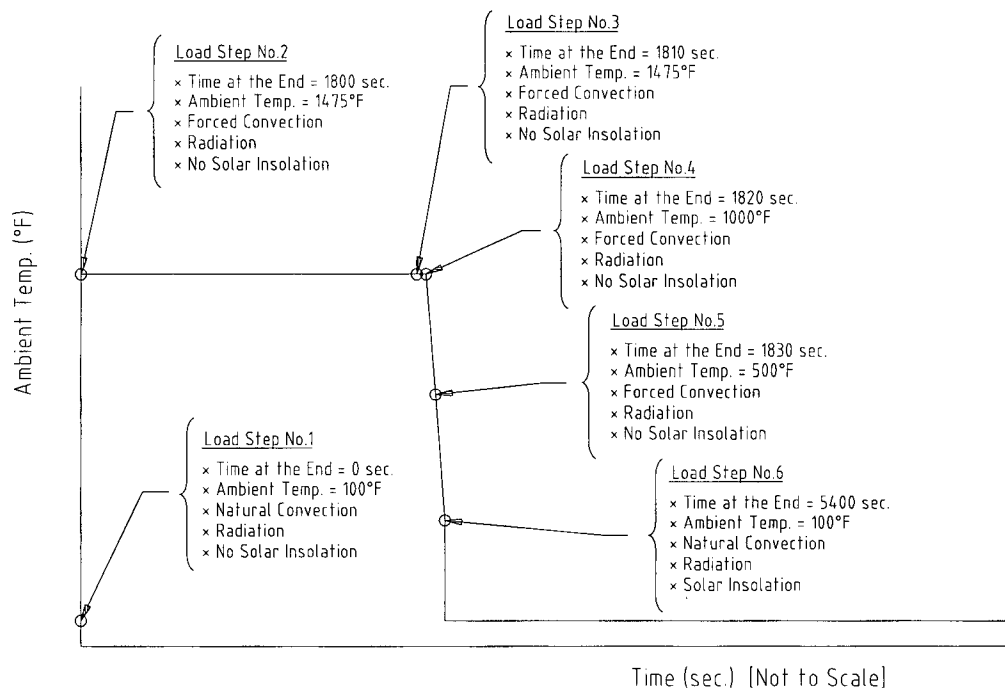 Load Step No.2
× Time at the End = 1800 sec.
× Ambient Temp. = 1475°F
× Forced Convection
× Radiation
× No Solar Insolation
Load Step No.3
× Time at the End = 1810 sec.
× Ambient Temp. = 1475°F
× Forced Convection
× Radiation
× No Solar Insolation
Load Step No.4
× Time at the End = 1820 sec.
× Ambient Temp. = 1000°F
× Forced Convection
× Radiation
× No Solar Insolation
Load Step No.5
× Time at the End = 1830 sec.
× Ambient Temp. = 500°F
× Forced Convection
× Radiation
× No Solar Insolation
Load Step No.1
× Time at the End = 0 sec.
× Ambient Temp. = 100°F
× Natural Convection
× Radiation
× No Solar Insolation
Load Step No.6
× Time at the End = 5400 sec.
× Ambient Temp. = 100°F
× Natural Convection
× Radiation
× Solar Insolation
Ambient Temp. (°F)
Time (sec.) [Not to Scale]